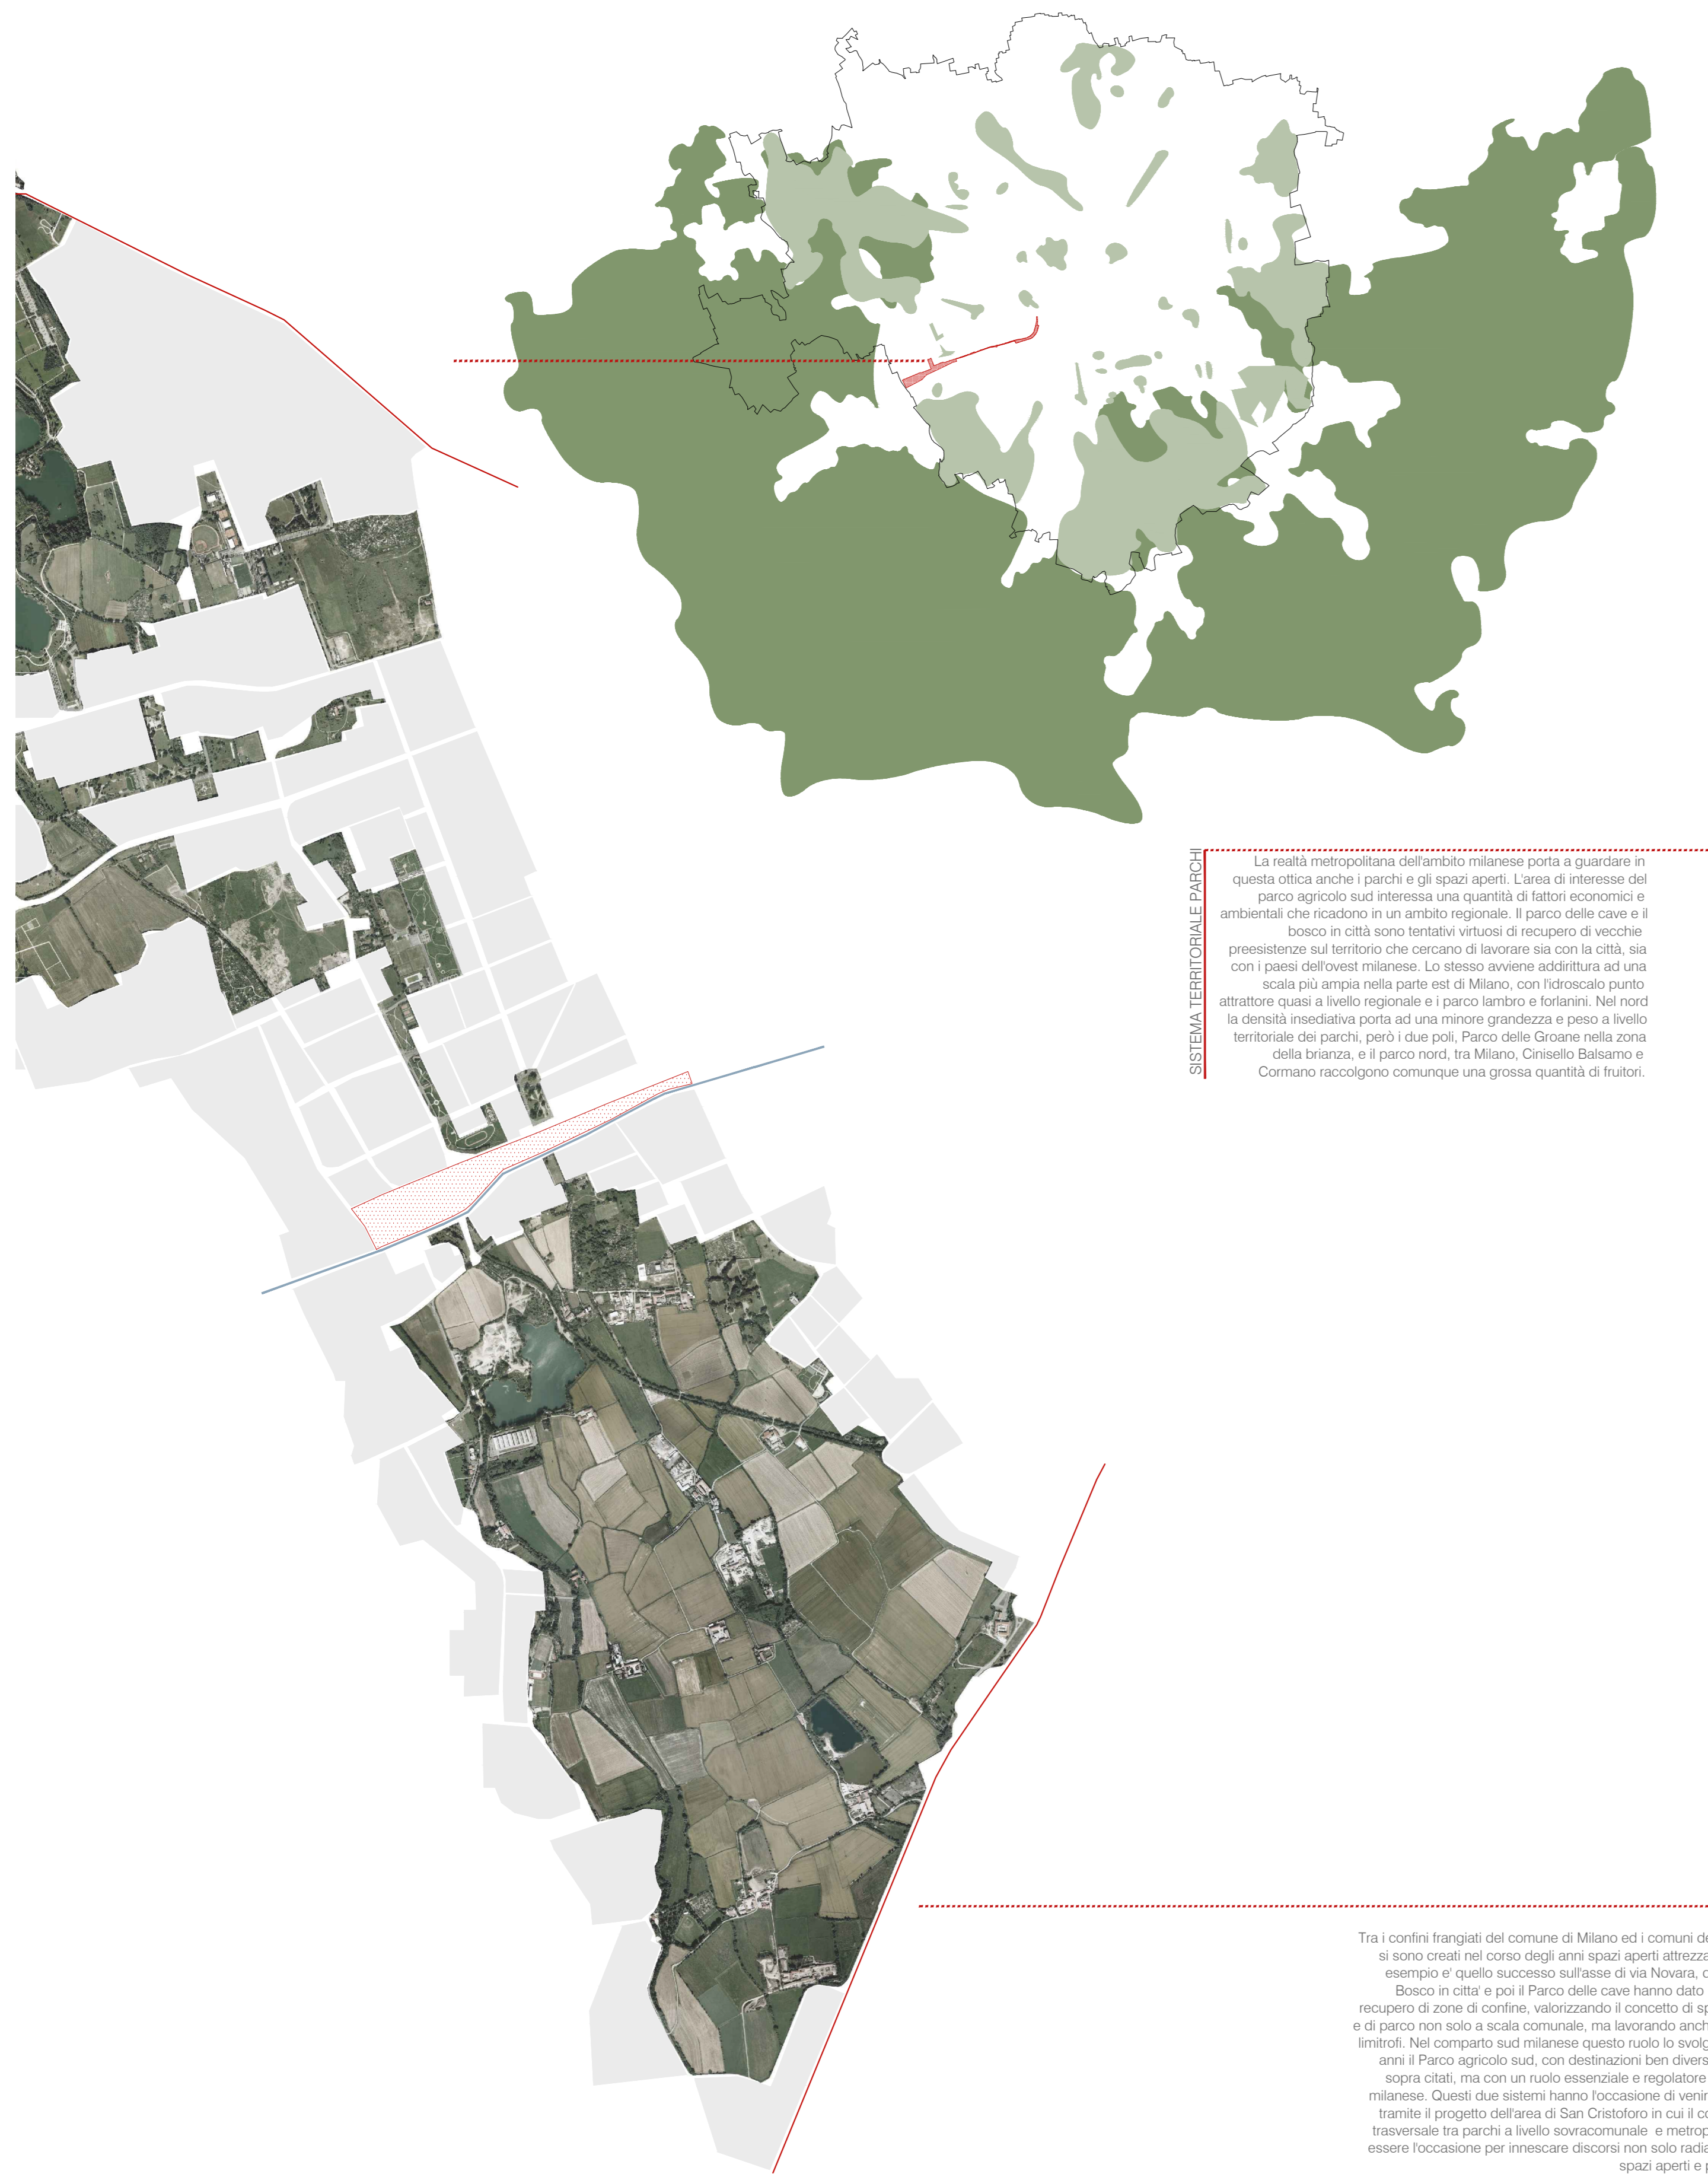 SISTEMA TERRITORIALE PARCHI
La realtà metropolitana dell'ambito milanese porta a guardare in
questa ottica anche i parchi e gli spazi aperti. L'area di interesse del
parco agricolo sud interessa una quantità di fattori economici e
ambientali che ricadono in un ambito regionale. Il parco delle cave e il
bosco in città sono tentativi virtuosi di recupero di vecchie
preesistenze sul territorio che cercano di lavorare sia con la città, sia
con i paesi dell'ovest milanese. Lo stesso avviene addirittura ad una
scala più ampia nella parte est di Milano, con l'idroscalo punto
attrattore quasi a livello regionale e i parco lambro e forlanini. Nel nord
la densità insediativa porta ad una minore grandezza e peso a livello
territoriale dei parchi, però i due poli, Parco delle Groane nella zona
della brianza, e il parco nord, tra Milano, Cinisello Balsamo e
Cormano raccolgono comunque una grossa quantità di fruitori.
Tra i confini frangiati del comune di Milano ed i comuni de
si sono creati nel corso degli anni spazi aperti attrezza
esempio e' quello successo sull'asse di via Novara,
Bosco in citta' e poi il Parco delle cave hanno dato
recupero di zone di confine, valorizzando il concetto di sp
e di parco non solo a scala comunale, ma lavorando anch
limitrofi. Nel comparto sud milanese questo ruolo lo svolg
anni il Parco agricolo sud, con destinazioni ben divers
sopra citati, ma con un ruolo essenziale e regolatore
milanese. Questi due sistemi hanno l'occasione di venir
tramite il progetto dell'area di San Cristoforo in cui il co
trasversale tra parchi a livello sovracomunale e metrop
essere l'occasione per innescare discorsi non solo radia
spazi aperti e